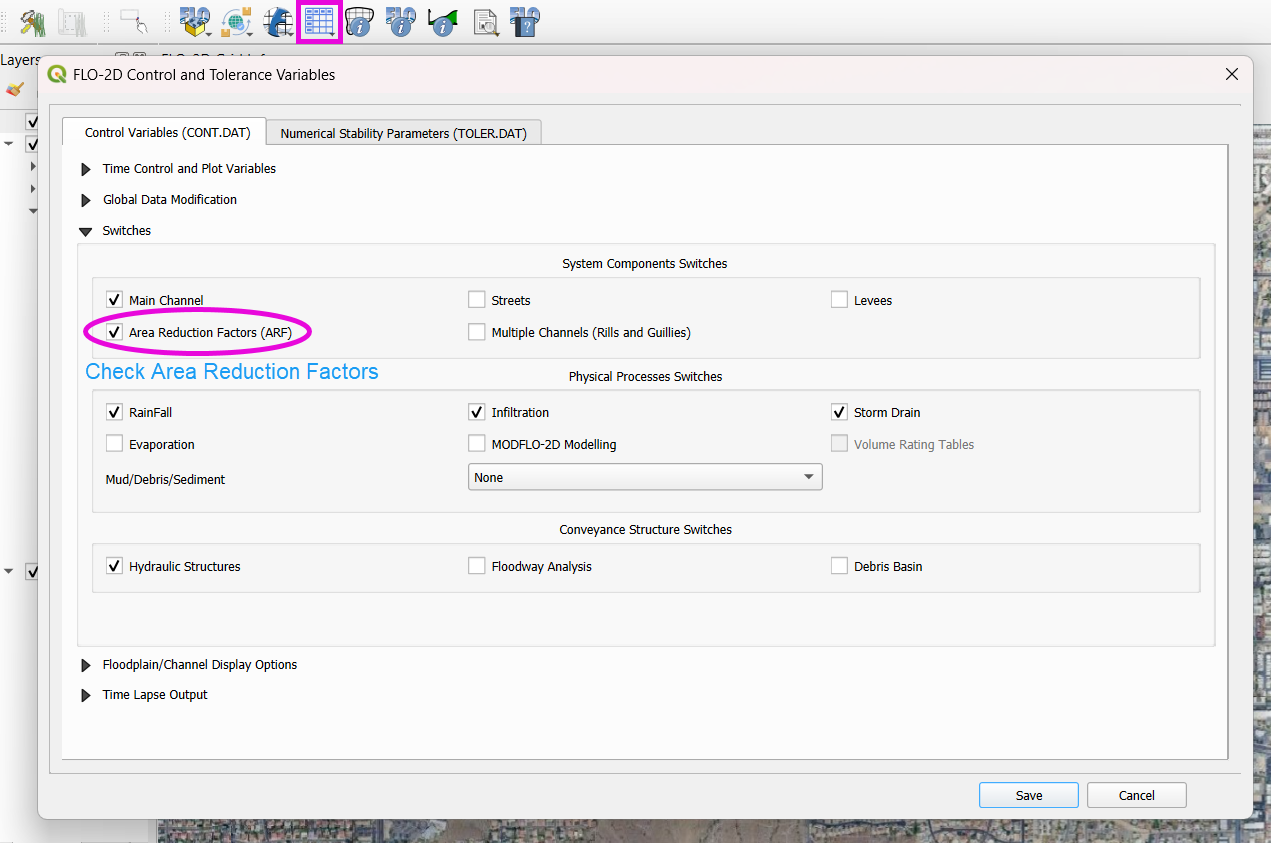 Layers
FLO-2D Control and Tolerance Variables
Control Variables (CONT.DAT)
Numerical Stability Parameters (TOLER.DAT)
Time Control and Plot Variables
Global Data Modification
Switches
System Components Switches
Main Channel
Streets
Levees
Area Reduction Factors (ARF)
Multiple Channels (Rills and Guillies)
Check Area Reduction Factors
Physical Processes Switches
RainFall
Infiltration
Storm Drain
Evaporation
MODFLO-2D Modelling
Volume Rating Tables
Mud/Debris/Sediment
None
Conveyance Structure Switches
Hydraulic Structures
Floodway Analysis
Debris Basin
Floodplain/Channel Display Options
Time Lapse Output
Save
Cancel